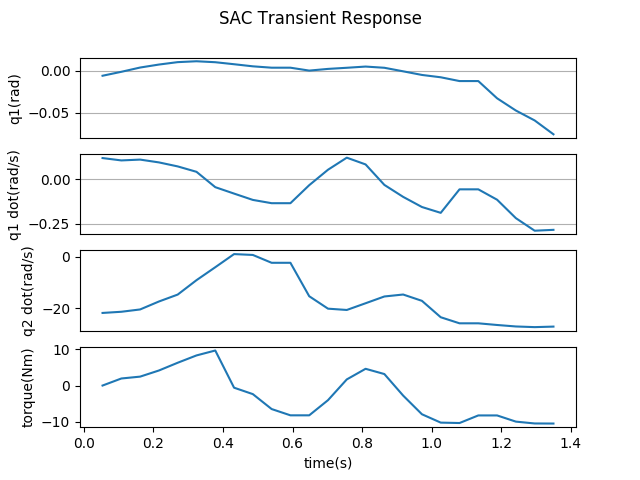 SAC Transient Response
q1(rad)
0.00
−0.05
q1 dot(rad/s)
0.00
−0.25
q2 dot(rad/s)
0
−20
torque(Nm)
10
0
−10
0.0 0.2 0.4 0.6 0.8 1.0 1.2 1.4
time(s)